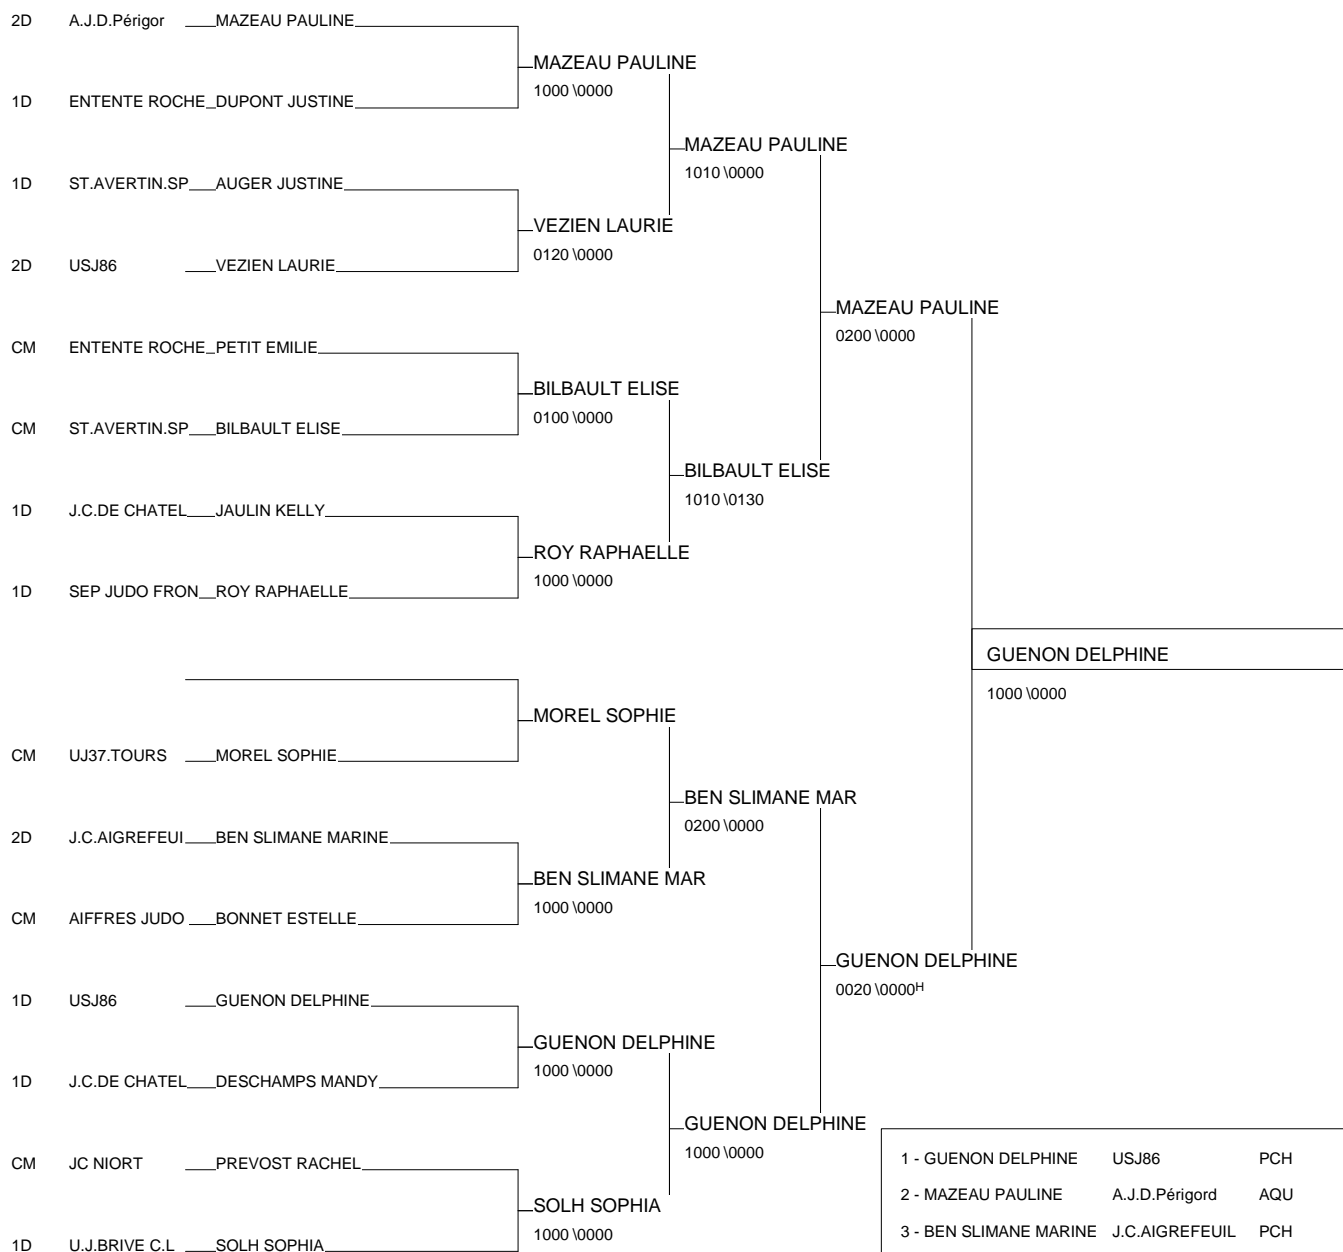 2D A.J.D.Périgor MAZEAU PAULINE
MAZEAU PAULINE
1000 \0000
1D ENTENTE ROCHE DUPONT JUSTINE
MAZEAU PAULINE
1010 \0000
1D ST.AVERTIN.SP AUGER JUSTINE
VEZIEN LAURIE
0120 \0000
2D USJ86 VEZIEN LAURIE
MAZEAU PAULINE
0200 \0000
CM ENTENTE ROCHE PETIT EMILIE
BILBAULT ELISE
0100 \0000
CM ST.AVERTIN.SP BILBAULT ELISE
BILBAULT ELISE
1010 \0130
1D J.C.DE CHATEL JAULIN KELLY
ROY RAPHAELLE
1000 \0000
1D SEP JUDO FRON ROY RAPHAELLE
GUENON DELPHINE
1000 \0000
MOREL SOPHIE
CM UJ37.TOURS MOREL SOPHIE
BEN SLIMANE MAR
0200 \0000
2D J.C.AIGREFEUI BEN SLIMANE MARINE
BEN SLIMANE MAR
1000 \0000
CM AIFFRES JUDO BONNET ESTELLE
GUENON DELPHINE
0020 \0000H
1D USJ86 GUENON DELPHINE
GUENON DELPHINE
1000 \0000
1D J.C.DE CHATEL DESCHAMPS MANDY
GUENON DELPHINE
1000 \0000
CM JC NIORT PREVOST RACHEL
SOLH SOPHIA
1000 \0000
1D U.J.BRIVE C.L SOLH SOPHIA
1 - GUENON DELPHINE USJ86 PCH
2 - MAZEAU PAULINE A.J.D.Périgord AQU
3 - BEN SLIMANE MARINE J.C.AIGREFEUIL PCH